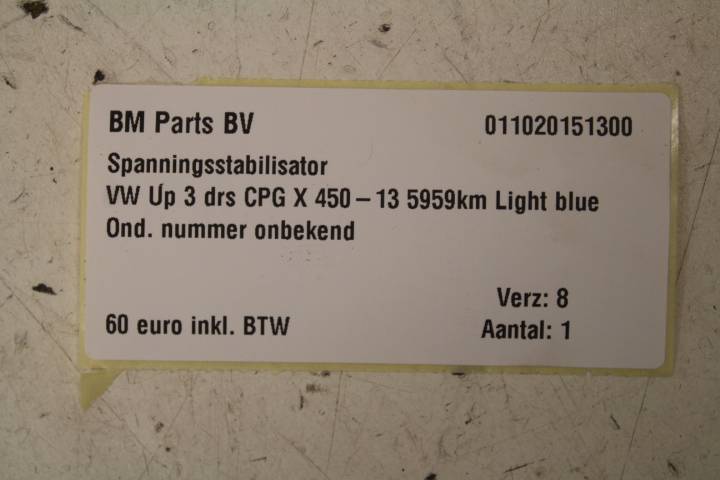 BM Parts BV 011020151300
Spanningsstabilisator
VW Up 3 drs CPG X 450 – 13 5959km Light blue
Ond. nummer onbekend
Verz: 8
60 euro inkl. BTW Aantal: 1